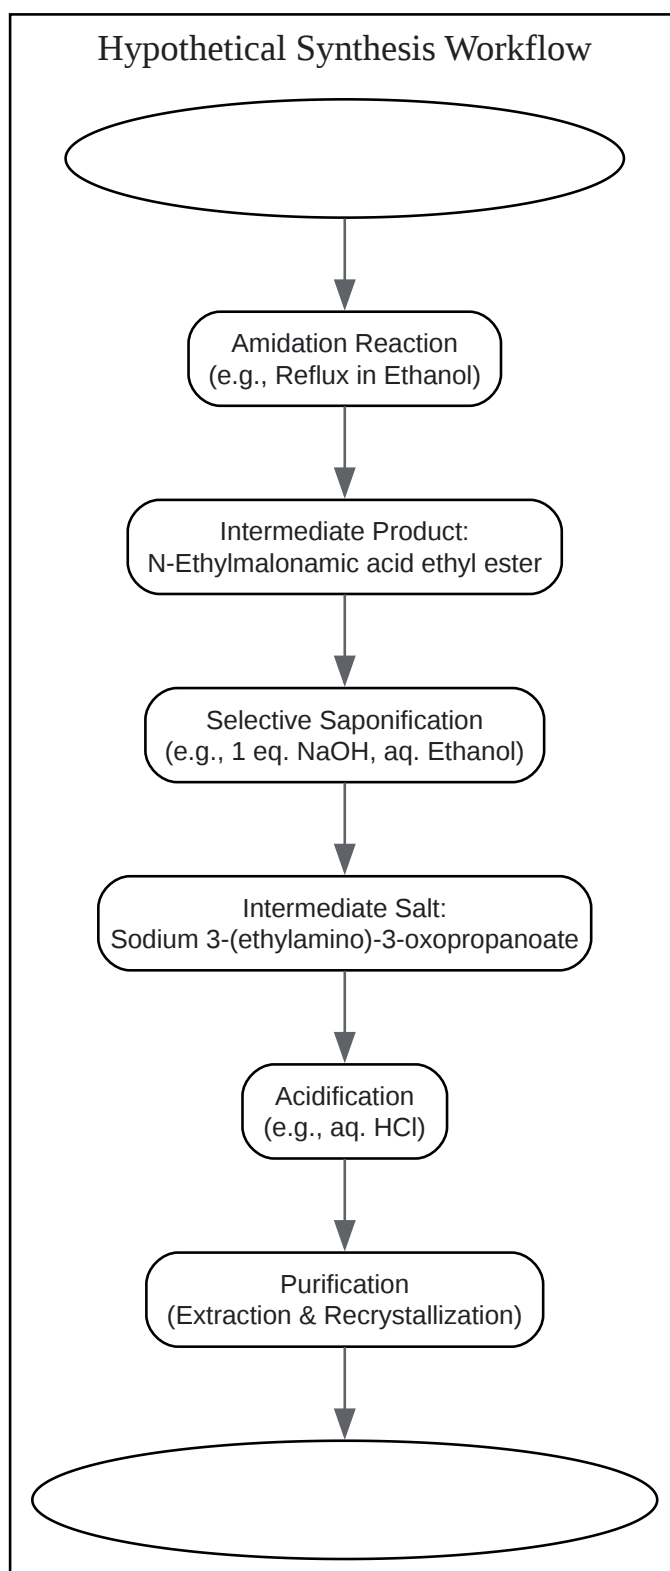 Hypothetical Synthesis Workflow
Amidation Reaction
(e.g., Reflux in Ethanol)
Intermediate Product:
N-Ethylmalonamic acid ethyl ester
Selective Saponification
(e.g., 1 eq. NaOH, aq. Ethanol)
Intermediate Salt:
Sodium 3-(ethylamino)-3-oxopropanoate
Acidification
(e.g., aq. HCl)
Purification
(Extraction & Recrystallization)